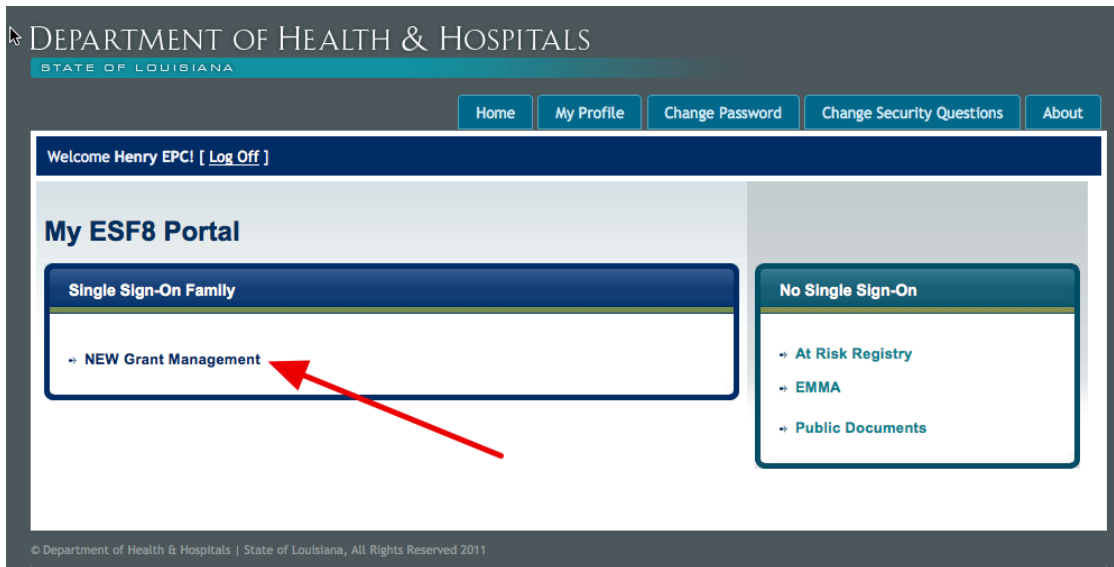 DEPARTMENT OF HEALTH & HOSPITALS
STATE OF LOUISIANA
Home My Profile Change Password Change Security Questions About
Welcome Henry EPC! [ Log Off ]
My ESF8 Portal
Single Sign-On Family
NEW Grant Management
No Single Sign-On
At Risk Registry
EMMA
Public Documents
© Department of Health & Hospitals | State of Louisiana, All Rights Reserved 2011